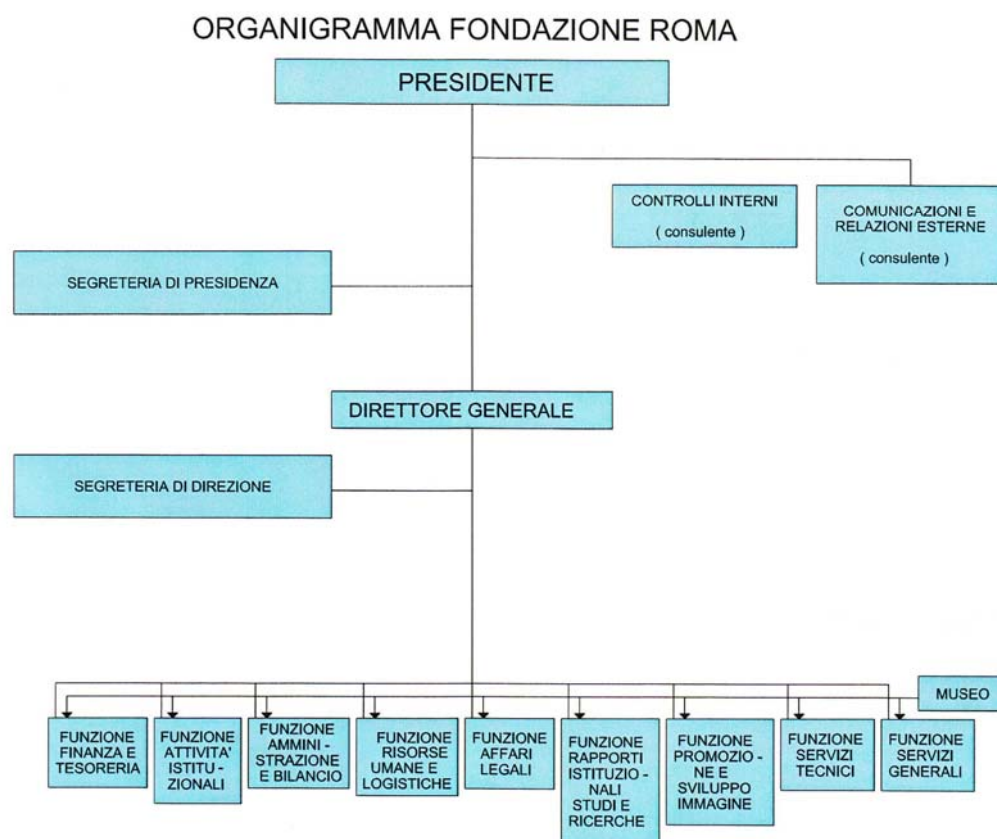 ORGANIGRAMMA FONDAZIONE ROMA
PRESIDENTE
CONTROLLI INTERNI
( consulente )
COMUNICAZIONI E
RELAZIONI ESTERNE
( consulente )
SEGRETERIA DI PRESIDENZA
DIRETTORE GENERALE
SEGRETERIA DI DIREZIONE
MUSEO
FUNZIONE
FINANZA E
TESORERIA
FUNZIONE
ATTIVITA'
ISTITU -
ZIONALI
FUNZIONE
AMMINI -
STRAZIONE
E BILANCIO
FUNZIONE
RISORSE
UMANE E
LOGISTICHE
FUNZIONE
AFFARI
LEGALI
FUNZIONE
RAPPORTI
ISTITUZIO -
NALI
STUDI E
RICERCHE
FUNZIONE
PROMOZIO -
NE E
SVILUPPO
IMMAGINE
FUNZIONE
SERVIZI
TECNICI
FUNZIONE
SERVIZI
GENERALI